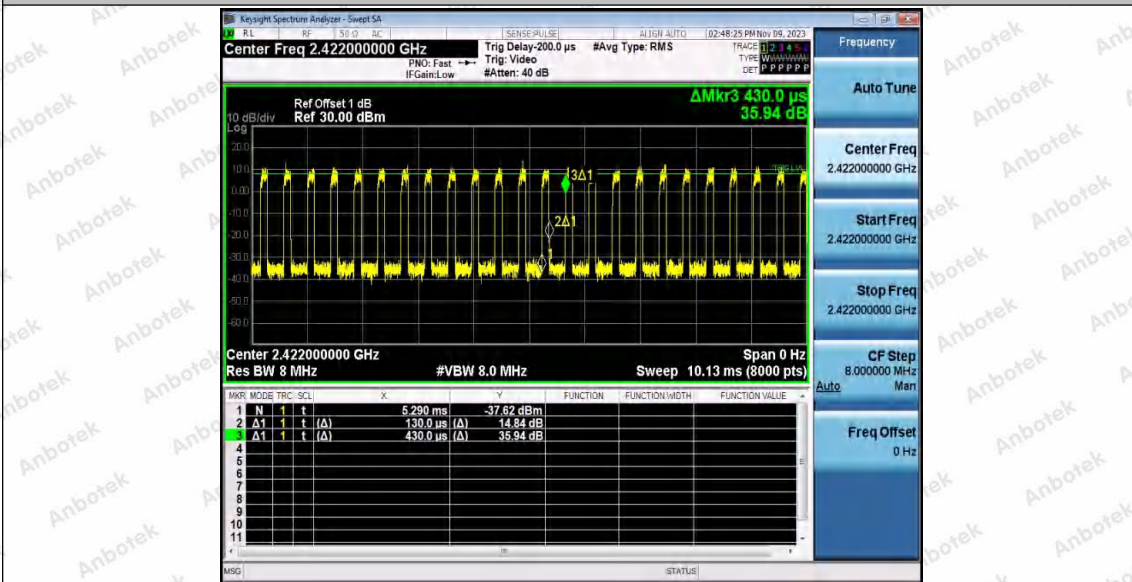 Keysight Spectrum Analyzer - Swept SA
RL RF 50 Ω AC SENSE:PULSE ALIGN AUTO 02:48:25 PM Nov 09, 2023
Center Freq 2.422000000 GHz Trig Delay-200.0 µs #Avg Type: RMS TRACE 1 2 3 4 5 6
PNO: Fast Trig: Video TYPE WWWWWW
IFGain:Low #Atten: 40 dB DET P P P P P P
Frequency
ΔMkr3 430.0 µs
35.94 dB
Ref Offset 1 dB
10 dB/div Ref 30.00 dBm
Log
20.0
10.0
0.00
-10.0
-20.0
-30.0
-40.0
-50.0
-60.0
TRIG LVL
3Δ1
2Δ1
Center 2.422000000 GHz Span 0 Hz
Res BW 8 MHz #VBW 8.0 MHz Sweep 10.13 ms (8000 pts)
MKR MODE TRC SCL X Y FUNCTION FUNCTION WIDTH FUNCTION VALUE
1 N 1 t 5.290 ms -37.62 dBm
2 Δ1 1 t (Δ) 130.0 µs (Δ) 14.84 dB
3 Δ1 1 t (Δ) 430.0 µs (Δ) 35.94 dB
4
5
6
7
8
9
10
11
MSG STATUS
Auto Tune
Center Freq
2.422000000 GHz
Start Freq
2.422000000 GHz
Stop Freq
2.422000000 GHz
CF Step
8.000000 MHz
Auto Man
Freq Offset
0 Hz
Anbotek